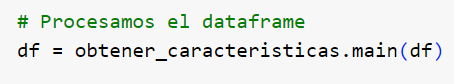 # Procesamos el dataframe
df = obtener_caracteristicas.main(df)